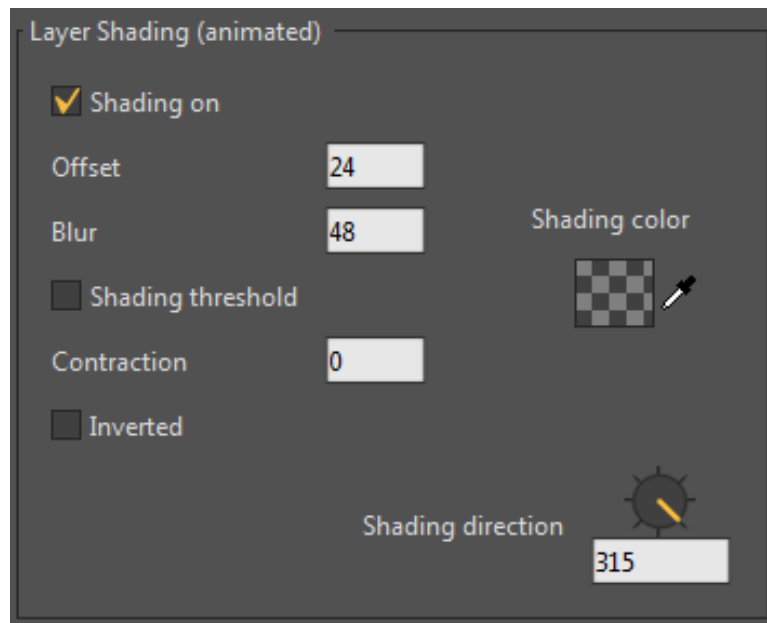 Layer Shading (animated)
Shading on
Offset 24
Blur 48
Shading color
Shading threshold
Contraction 0
Inverted
Shading direction
315